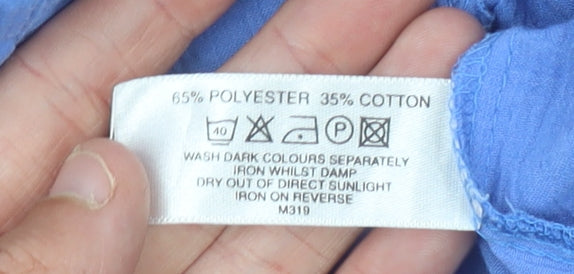 65% POLYESTER 35% COTTON
40 P
WASH DARK COLOURS SEPARATELY
IRON WHILST DAMP
DRY OUT OF DIRECT SUNLIGHT
IRON ON REVERSE
M319